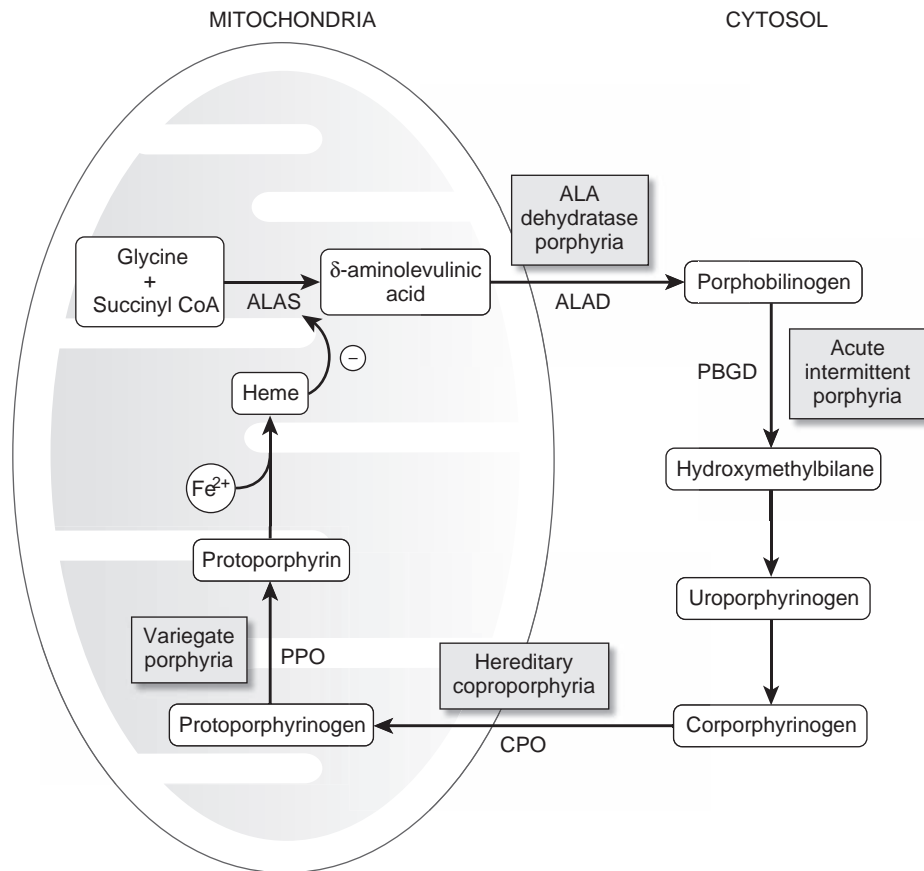 MITOCHONDRIA
CYTOSOL
ALA
dehydratase
porphyria
Glycine
+
Succinyl CoA
ALAS
δ-aminolevulinic
acid
ALAD
Porphobilinogen
−
Heme
PBGD
Acute
intermittent
porphyria
Hydroxymethylbilane
Fe2+
Protoporphyrin
Uroporphyrinogen
Variegate
porphyria
PPO
Hereditary
coproporphyria
Protoporphyrinogen
CPO
Corporphyrinogen